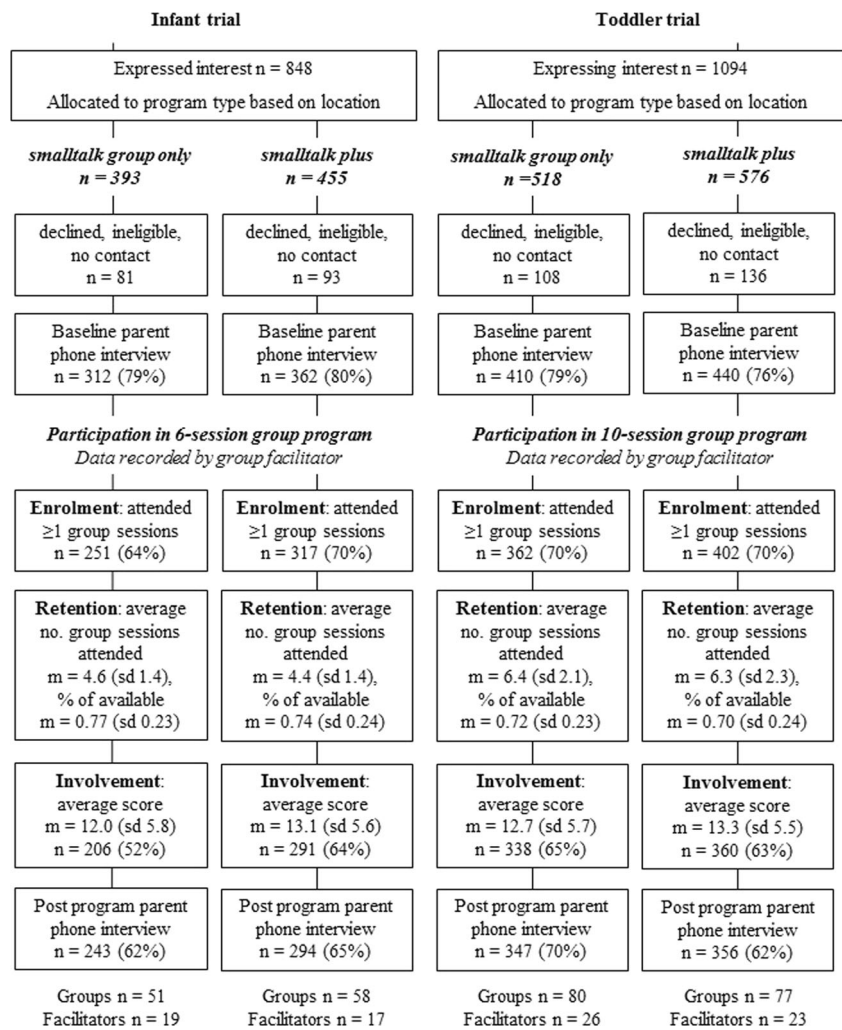 Infant trial
Expressed interest n = 848
Allocated to program type based on location
smalltalk group only
n = 393
smalltalk plus
n = 455
declined, ineligible,
no contact
n = 81
declined, ineligible,
no contact
n = 93
Baseline parent
phone interview
n = 312 (79%)
Baseline parent
phone interview
n = 362 (80%)
Participation in 6-session group program
Data recorded by group facilitator
Enrolment: attended
≥1 group sessions
n = 251 (64%)
Enrolment: attended
≥1 group sessions
n = 317 (70%)
Retention: average
no. group sessions
attended
m = 4.6 (sd 1.4),
% of available
m = 0.77 (sd 0.23)
Retention: average
no. group sessions
attended
m = 4.4 (sd 1.4),
% of available
m = 0.74 (sd 0.24)
Involvement:
average score
m = 12.0 (sd 5.8)
n = 206 (52%)
Involvement:
average score
m = 13.1 (sd 5.6)
n = 291 (64%)
Post program parent
phone interview
n = 243 (62%)
Post program parent
phone interview
n = 294 (65%)
Groups n = 51
Facilitators n = 19
Groups n = 58
Facilitators n = 17
Toddler trial
Expressing interest n = 1094
Allocated to program type based on location
smalltalk group only
n =518
smalltalk plus
n = 576
declined, ineligible,
no contact
n = 108
declined, ineligible,
no contact
n = 136
Baseline parent
phone interview
n = 410 (79%)
Baseline parent
phone interview
n = 440 (76%)
Participation in 10-session group program
Data recorded by group facilitator
Enrolment: attended
≥1 group sessions
n = 362 (70%)
Enrolment: attended
≥1 group sessions
n = 402 (70%)
Retention: average
no. group sessions
attended
m = 6.4 (sd 2.1),
% of available
m = 0.72 (sd 0.23)
Retention: average
no. group sessions
attended
m = 6.3 (sd 2.3),
% of available
m = 0.70 (sd 0.24)
Involvement:
average score
m = 12.7 (sd 5.7)
n = 338 (65%)
Involvement:
average score
m = 13.3 (sd 5.5)
n = 360 (63%)
Post program parent
phone interview
n = 347 (70%)
Post program parent
phone interview
n = 356 (62%)
Groups n = 80
Facilitators n = 26
Groups n = 77
Facilitators n = 23